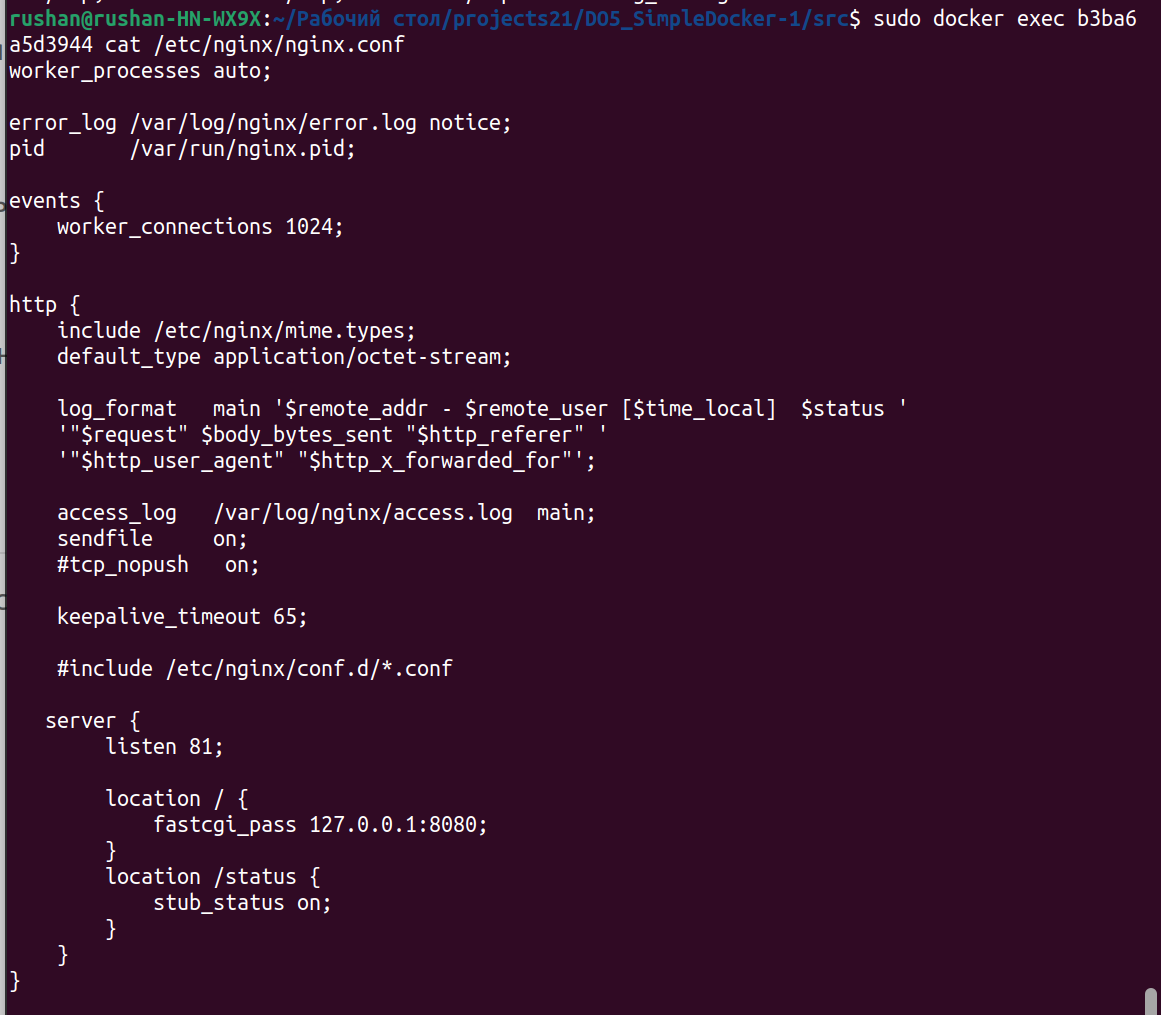 rushan@rushan-HN-WX9X:~/Рабочий стол/projects21/DO5_SimpleDocker-1/src$ sudo docker exec b3ba6
a5d3944 cat /etc/nginx/nginx.conf
worker_processes auto;

error_log /var/log/nginx/error.log notice;
pid       /var/run/nginx.pid;

events {
    worker_connections 1024;
}

http {
    include /etc/nginx/mime.types;
    default_type application/octet-stream;

    log_format   main '$remote_addr - $remote_user [$time_local]  $status '
    '"$request" $body_bytes_sent "$http_referer" '
    '"$http_user_agent" "$http_x_forwarded_for"';

    access_log   /var/log/nginx/access.log  main;
    sendfile     on;
    #tcp_nopush   on;

    keepalive_timeout 65;

    #include /etc/nginx/conf.d/*.conf

   server {
        listen 81;

        location / {
            fastcgi_pass 127.0.0.1:8080;
        }
        location /status {
            stub_status on;
        }
    }
}